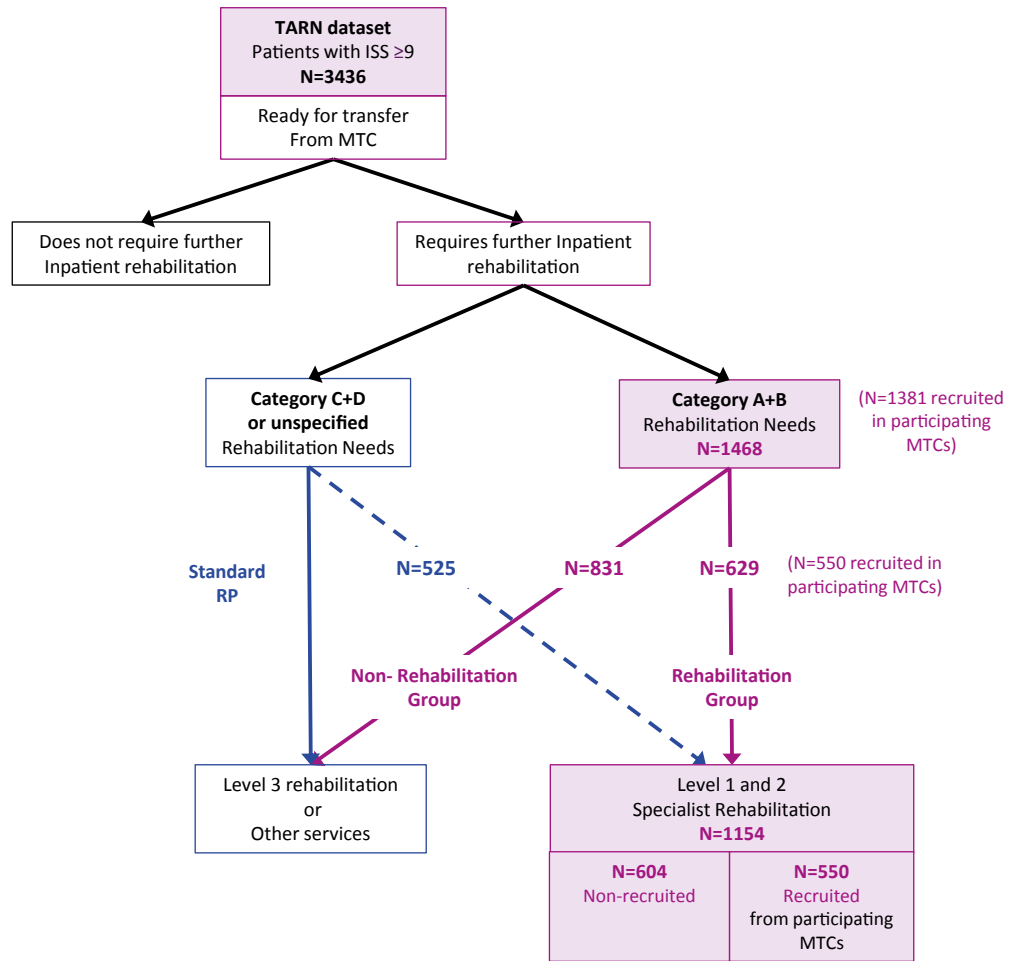 TARN dataset
Patients with ISS ≥9
N=3436
Ready for transfer
From MTC
Does not require further
Inpatient rehabilitation
Requires further Inpatient
rehabilitation
Category C+D
or unspecified
Rehabilitation Needs
Category A+B
Rehabilitation Needs
N=1468
(N=1381 recruited
in participating
MTCs)
Standard
RP
N=525
N=831
N=629
(N=550 recruited in
participating MTCs)
Non- Rehabilitation
Group
Rehabilitation
Group
Level 3 rehabilitation
or
Other services
Level 1 and 2
Specialist Rehabilitation
N=1154
N=604
Non-recruited
N=550
Recruited
from participating
MTCs